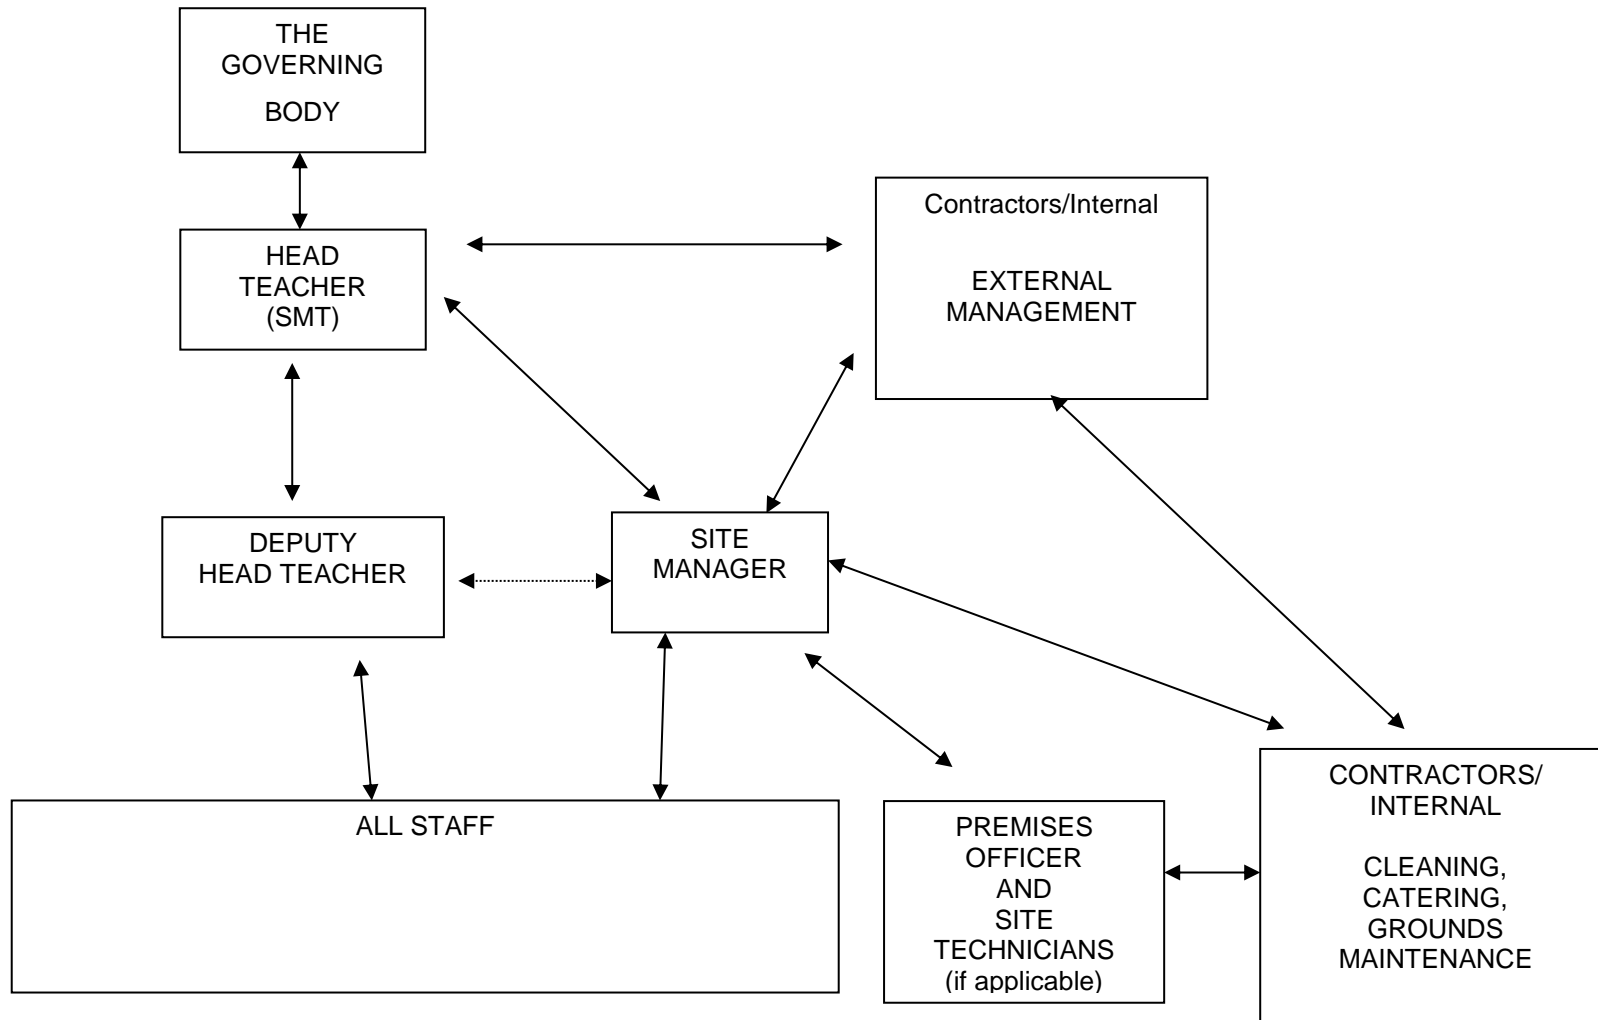 THE
GOVERNING
BODY
HEAD
TEACHER
(SMT)
Contractors/Internal
EXTERNAL
MANAGEMENT
DEPUTY
HEAD TEACHER
SITE
MANAGER
ALL STAFF
PREMISES
OFFICER
AND
SITE
TECHNICIANS
(if applicable)
CONTRACTORS/
INTERNAL
CLEANING,
CATERING,
GROUNDS
MAINTENANCE